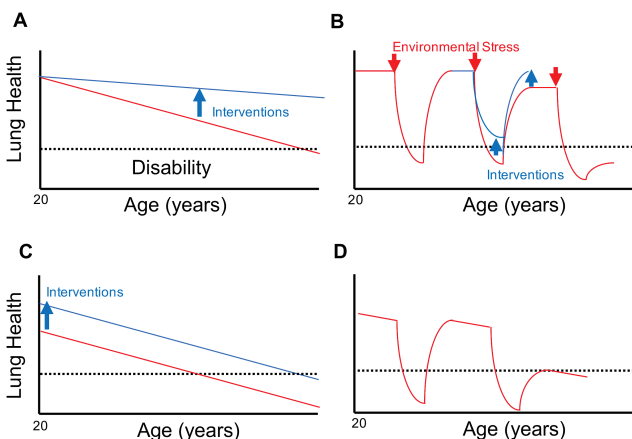 A
Lung Health
Interventions
Disability
20
Age (years)
B
Environmental Stress
Interventions
20
Age (years)
C
Lung Health
Interventions
20
Age (years)
D
20
Age (years)